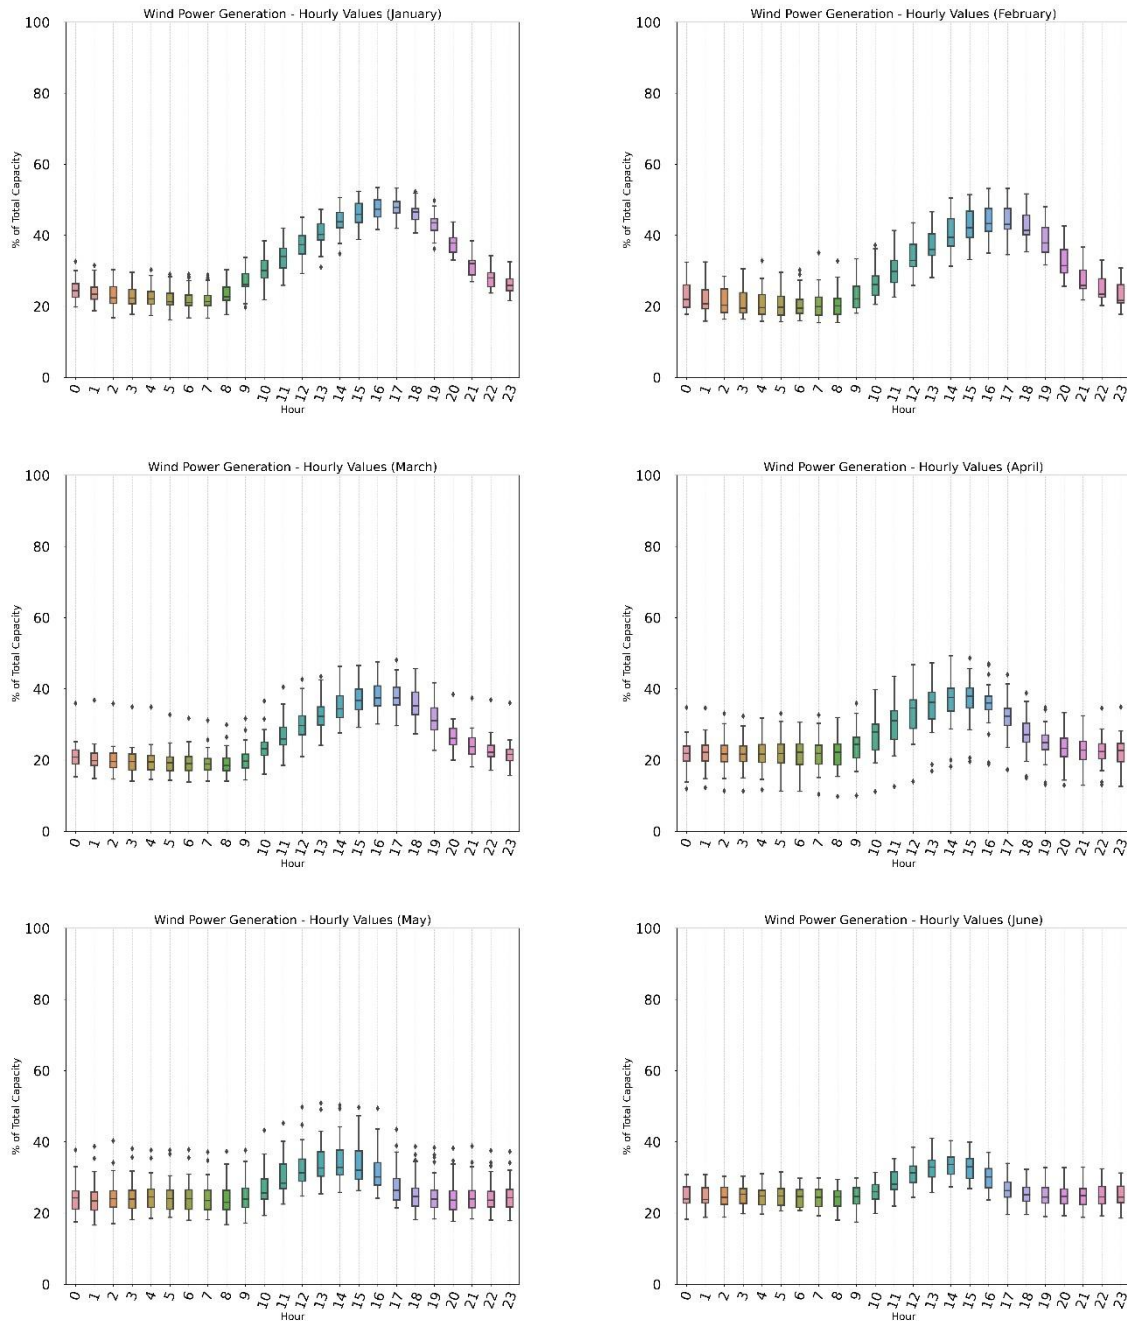 Wind Power Generation - Hourly Values (January)
100
80
60
40
20
0
% of Total Capacity
0 1 2 3 4 5 6 7 8 9 10 11 12 13 14 15 16 17 18 19 20 21 22 23
Hour
Wind Power Generation - Hourly Values (February)
100
80
60
40
20
0
% of Total Capacity
0 1 2 3 4 5 6 7 8 9 10 11 12 13 14 15 16 17 18 19 20 21 22 23
Hour
Wind Power Generation - Hourly Values (March)
100
80
60
40
20
0
% of Total Capacity
0 1 2 3 4 5 6 7 8 9 10 11 12 13 14 15 16 17 18 19 20 21 22 23
Hour
Wind Power Generation - Hourly Values (April)
100
80
60
40
20
0
% of Total Capacity
0 1 2 3 4 5 6 7 8 9 10 11 12 13 14 15 16 17 18 19 20 21 22 23
Hour
Wind Power Generation - Hourly Values (May)
100
80
60
40
20
0
% of Total Capacity
0 1 2 3 4 5 6 7 8 9 10 11 12 13 14 15 16 17 18 19 20 21 22 23
Hour
Wind Power Generation - Hourly Values (June)
100
80
60
40
20
0
% of Total Capacity
0 1 2 3 4 5 6 7 8 9 10 11 12 13 14 15 16 17 18 19 20 21 22 23
Hour